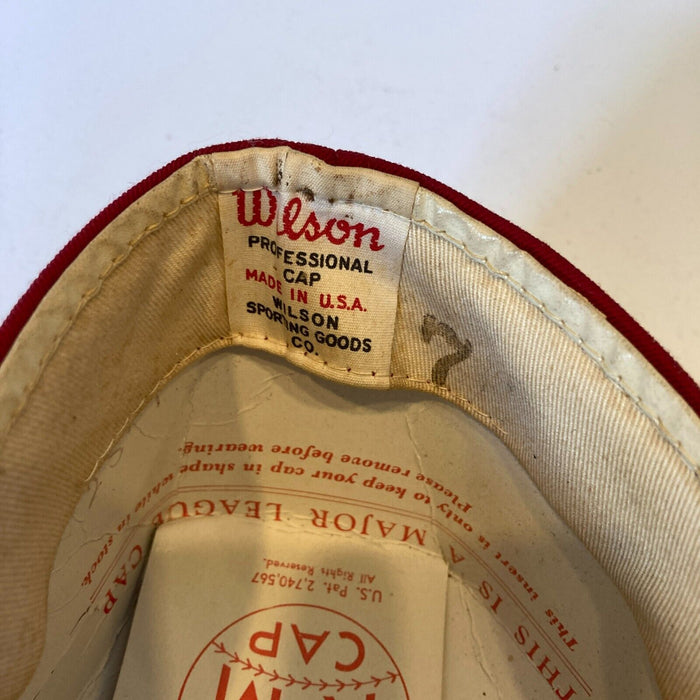 Wilson
PROFESSIONAL
CAP
MADE IN U.S.A.
WILSON
SPORTING GOODS
CO.
7
THIS IS A MAJOR LEAGUE CAP.
This insert is only to keep your cap in shape while in stock.
Please remove before wearing.
CAP
U.S. Pat. 2,740,567
All Rights Reserved.